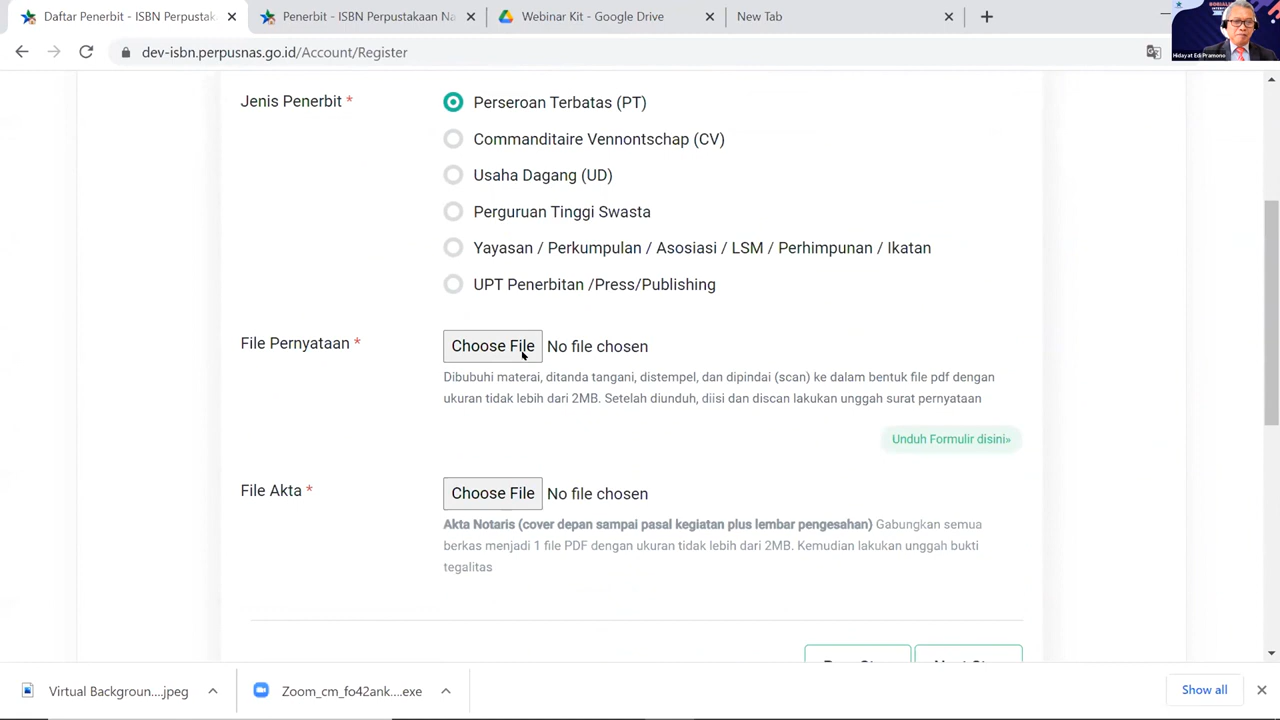 Daftar Penerbit - ISBN Perpustaka
Penerbit - ISBN Perpustakaan Na
Webinar Kit - Google Drive
New Tab
dev-isbn.perpusnas.go.id/Account/Register
Hidayat Edi Pramono
Jenis Penerbit *
Perseroan Terbatas (PT)
Commanditaire Vennontschap (CV)
Usaha Dagang (UD)
Perguruan Tinggi Swasta
Yayasan / Perkumpulan / Asosiasi / LSM / Perhimpunan / Ikatan
UPT Penerbitan /Press/Publishing
File Pernyataan *
Choose File No file chosen
Dibubuhi materai, ditanda tangani, distempel, dan dipindai (scan) ke dalam bentuk file pdf dengan
ukuran tidak lebih dari 2MB. Setelah diunduh, diisi dan discan lakukan unggah surat pernyataan
Unduh Formulir disini»
File Akta *
Choose File No file chosen
Akta Notaris (cover depan sampai pasal kegiatan plus lembar pengesahan) Gabungkan semua
berkas menjadi 1 file PDF dengan ukuran tidak lebih dari 2MB. Kemudian lakukan unggah bukti
tegalitas
Virtual Backgroun....jpeg
Zoom_cm_fo42ank....exe
Show all